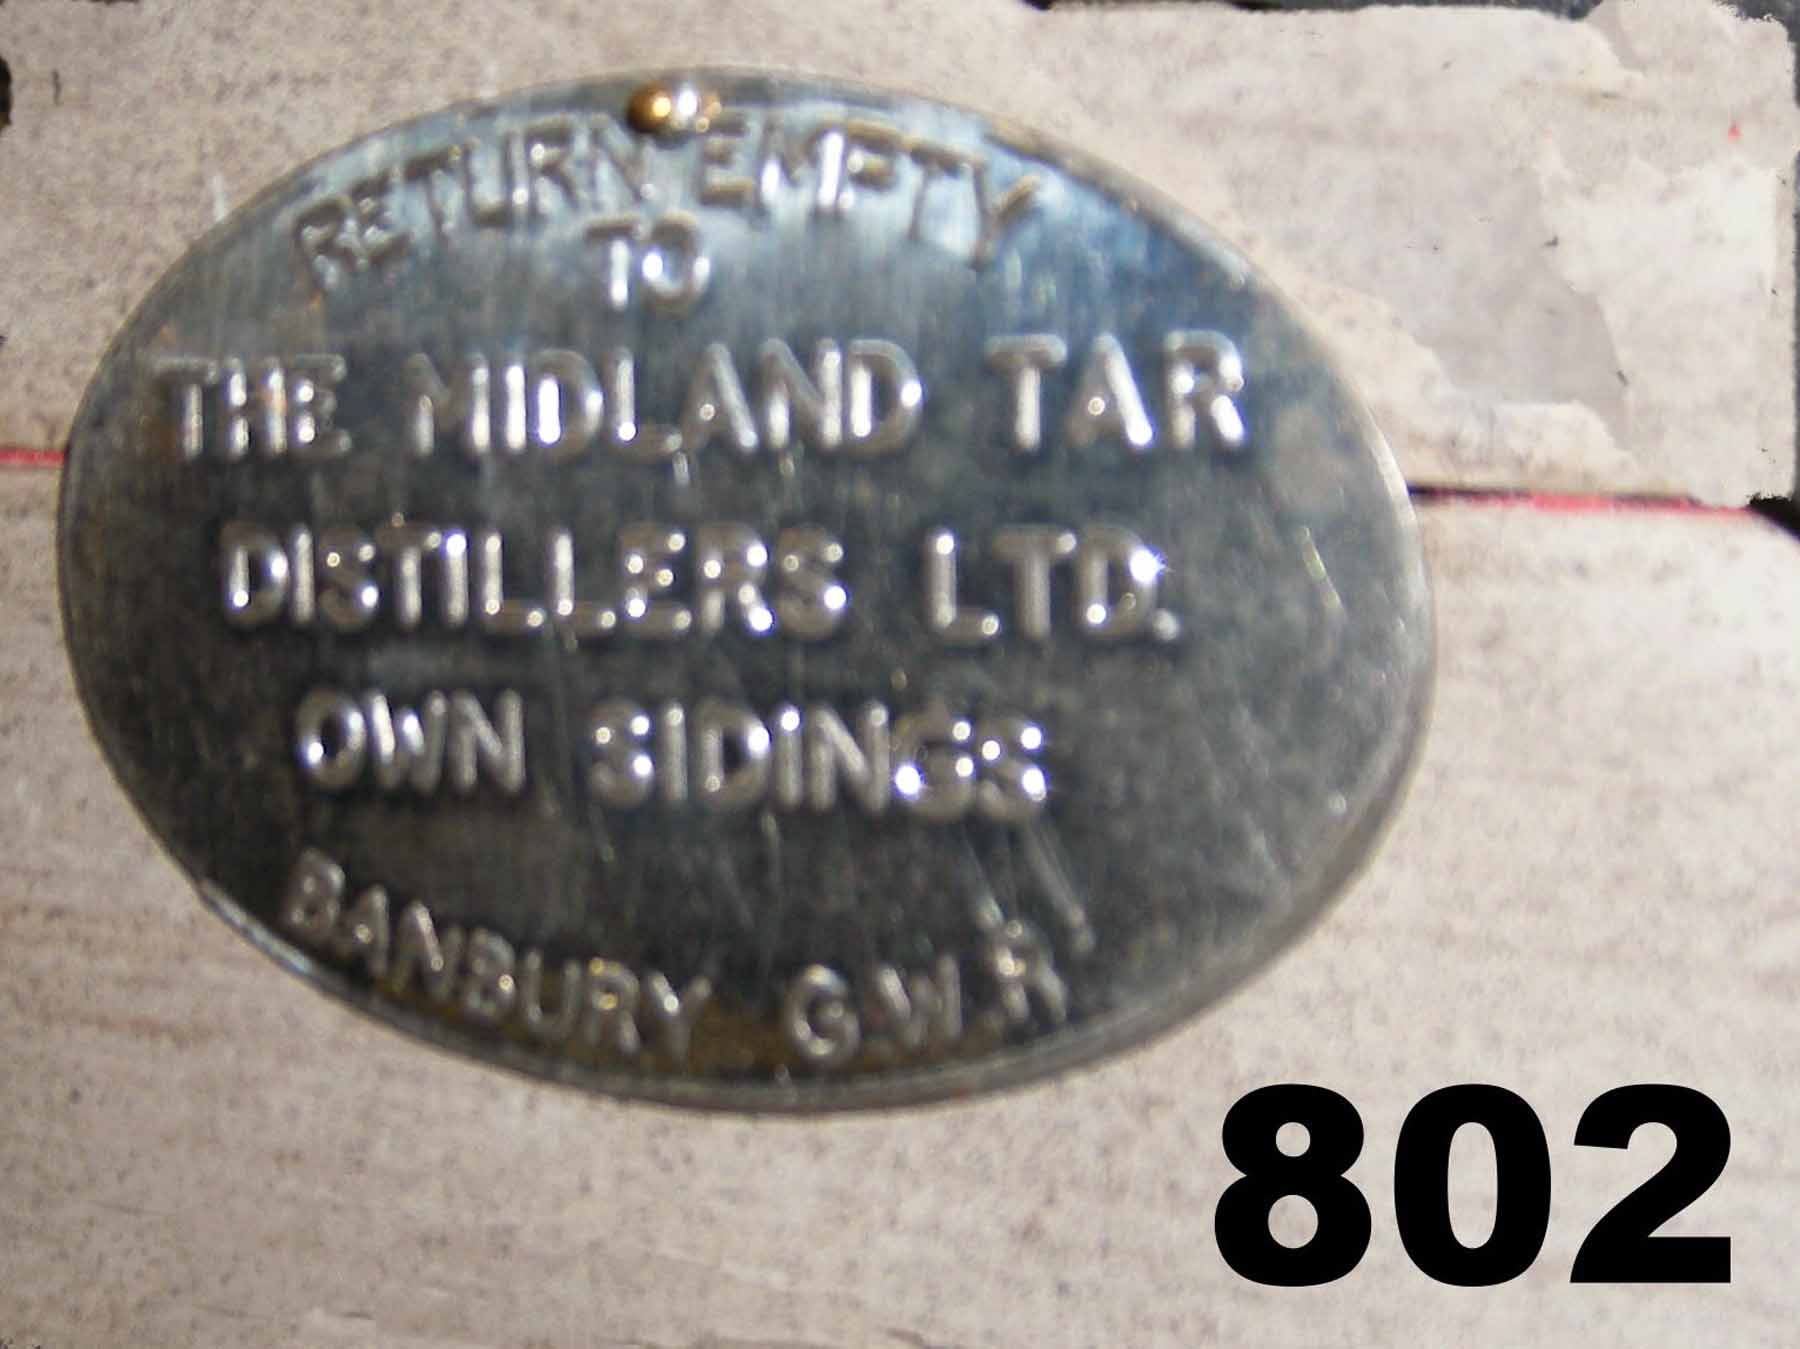 RETURN EMPTY
TO
THE MIDLAND TAR
DISTILLERS LTD.
OWN SIDINGS
BANBURY G.W.R
802